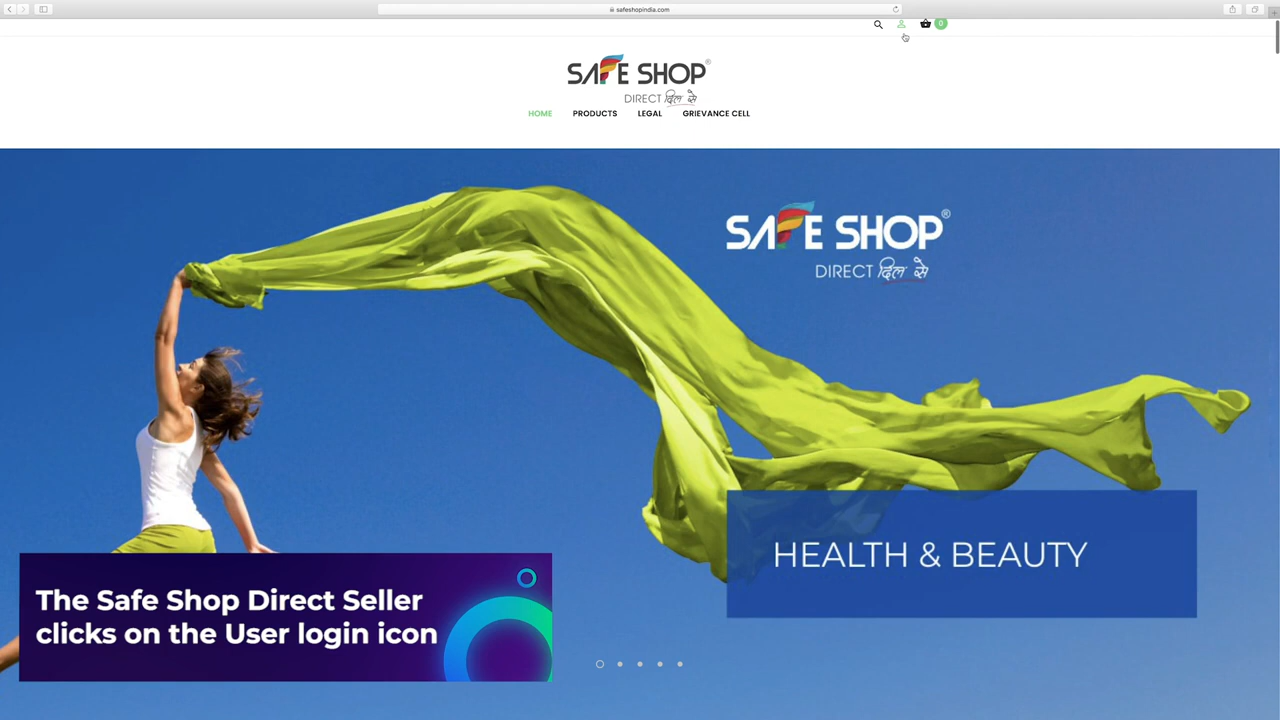 safeshopindia.com
0
SAFE SHOP®
DIRECT दिल से
HOME PRODUCTS LEGAL GRIEVANCE CELL
SAFE SHOP®
DIRECT दिल से
HEALTH & BEAUTY
The Safe Shop Direct Seller
clicks on the User login icon